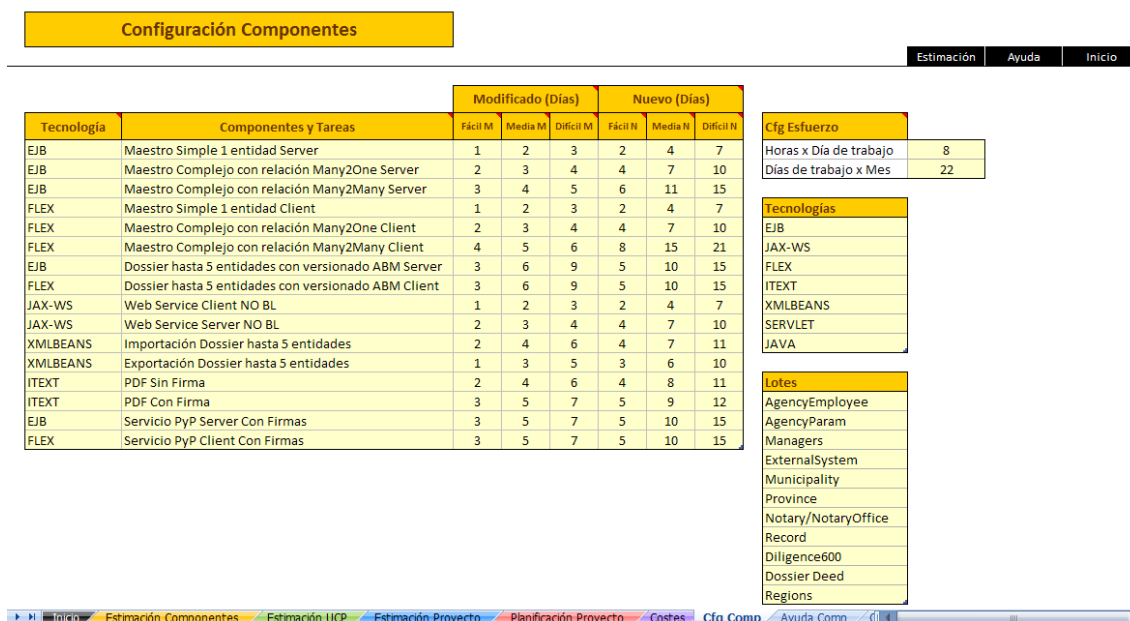 Configuración Componentes
Estimación Ayuda Inicio
Modificado (Días) Nuevo (Días)
Tecnología Componentes y Tareas Fácil M Media M Difícil M Fácil N Media N Difícil N
EJB Maestro Simple 1 entidad Server 1 2 3 2 4 7
EJB Maestro Complejo con relación Many2One Server 2 3 4 4 7 10
EJB Maestro Complejo con relación Many2Many Server 3 4 5 6 11 15
FLEX Maestro Simple 1 entidad Client 1 2 3 2 4 7
FLEX Maestro Complejo con relación Many2One Client 2 3 4 4 7 10
FLEX Maestro Complejo con relación Many2Many Client 4 5 6 8 15 21
EJB Dossier hasta 5 entidades con versionado ABM Server 3 6 9 5 10 15
FLEX Dossier hasta 5 entidades con versionado ABM Client 3 6 9 5 10 15
JAX-WS Web Service Client NO BL 1 2 3 2 4 7
JAX-WS Web Service Server NO BL 2 3 4 4 7 10
XMLBEANS Importación Dossier hasta 5 entidades 2 4 6 4 7 11
XMLBEANS Exportación Dossier hasta 5 entidades 1 3 5 3 6 10
ITEXT PDF Sin Firma 2 4 6 4 8 11
ITEXT PDF Con Firma 3 5 7 5 9 12
EJB Servicio PyP Server Con Firmas 3 5 7 5 10 15
FLEX Servicio PyP Client Con Firmas 3 5 7 5 10 15
Cfg Esfuerzo
Horas x Día de trabajo 8
Días de trabajo x Mes 22
Tecnologías
EJB
JAX-WS
FLEX
ITEXT
XMLBEANS
SERVLET
JAVA
Lotes
AgencyEmployee
AgencyParam
Managers
ExternalSystem
Municipality
Province
Notary/NotaryOffice
Record
Diligence600
Dossier Deed
Regions
Inicio Estimación Componentes Estimación UCP Estimación Proyecto Planificación Proyecto Costes Cfg Comp Ayuda Comp